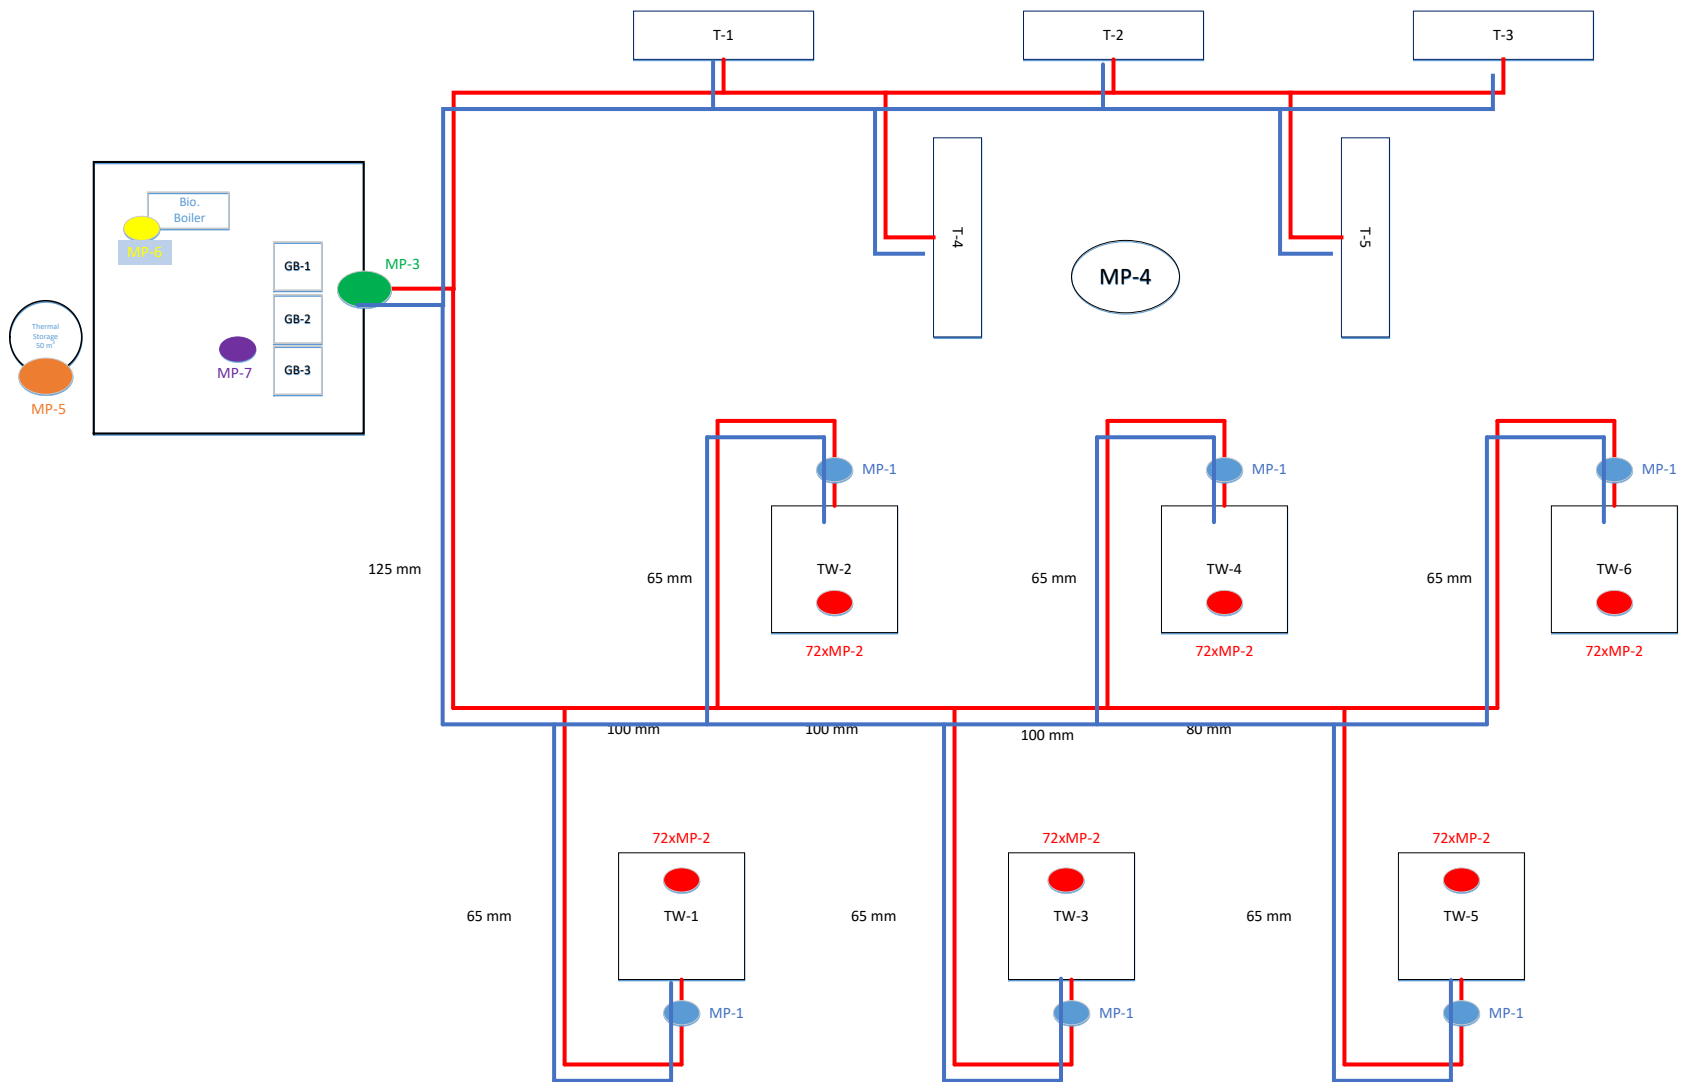 T-1
T-2
T-3
Bio.
Boiler
MP-6
GB-1
GB-2
GB-3
MP-3
MP-7
Thermal
Storage
50 m³
MP-5
T-4
MP-4
T-5
MP-1
MP-1
MP-1
125 mm
65 mm
TW-2
65 mm
TW-4
65 mm
TW-6
72xMP-2
72xMP-2
72xMP-2
100 mm
100 mm
100 mm
80 mm
72xMP-2
72xMP-2
72xMP-2
65 mm
TW-1
65 mm
TW-3
65 mm
TW-5
MP-1
MP-1
MP-1